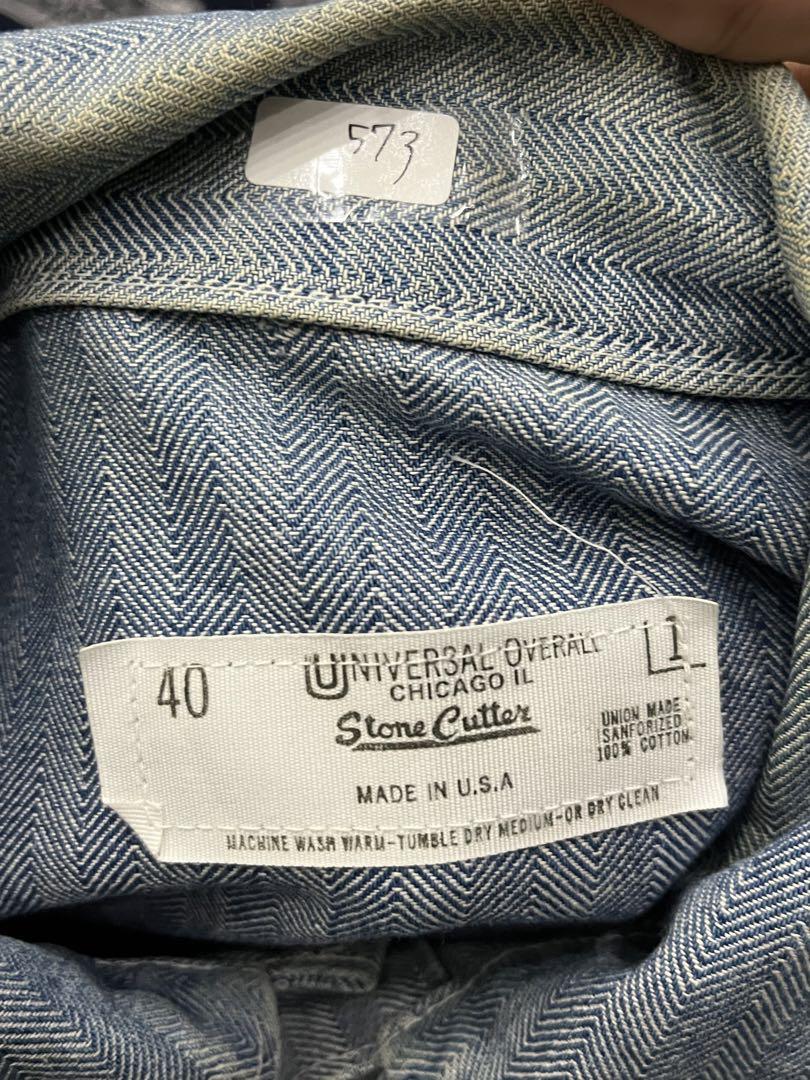 573
40
UNIVERSAL OVERALL
1
CHICAGO IL
Stone Cutter
UNION MADE
SANFORIZED
100% COTTON
MADE IN U.S.A
MACHINE WASH WARM-TUMBLE DRY MEDIUM-OR DRY CLEAN